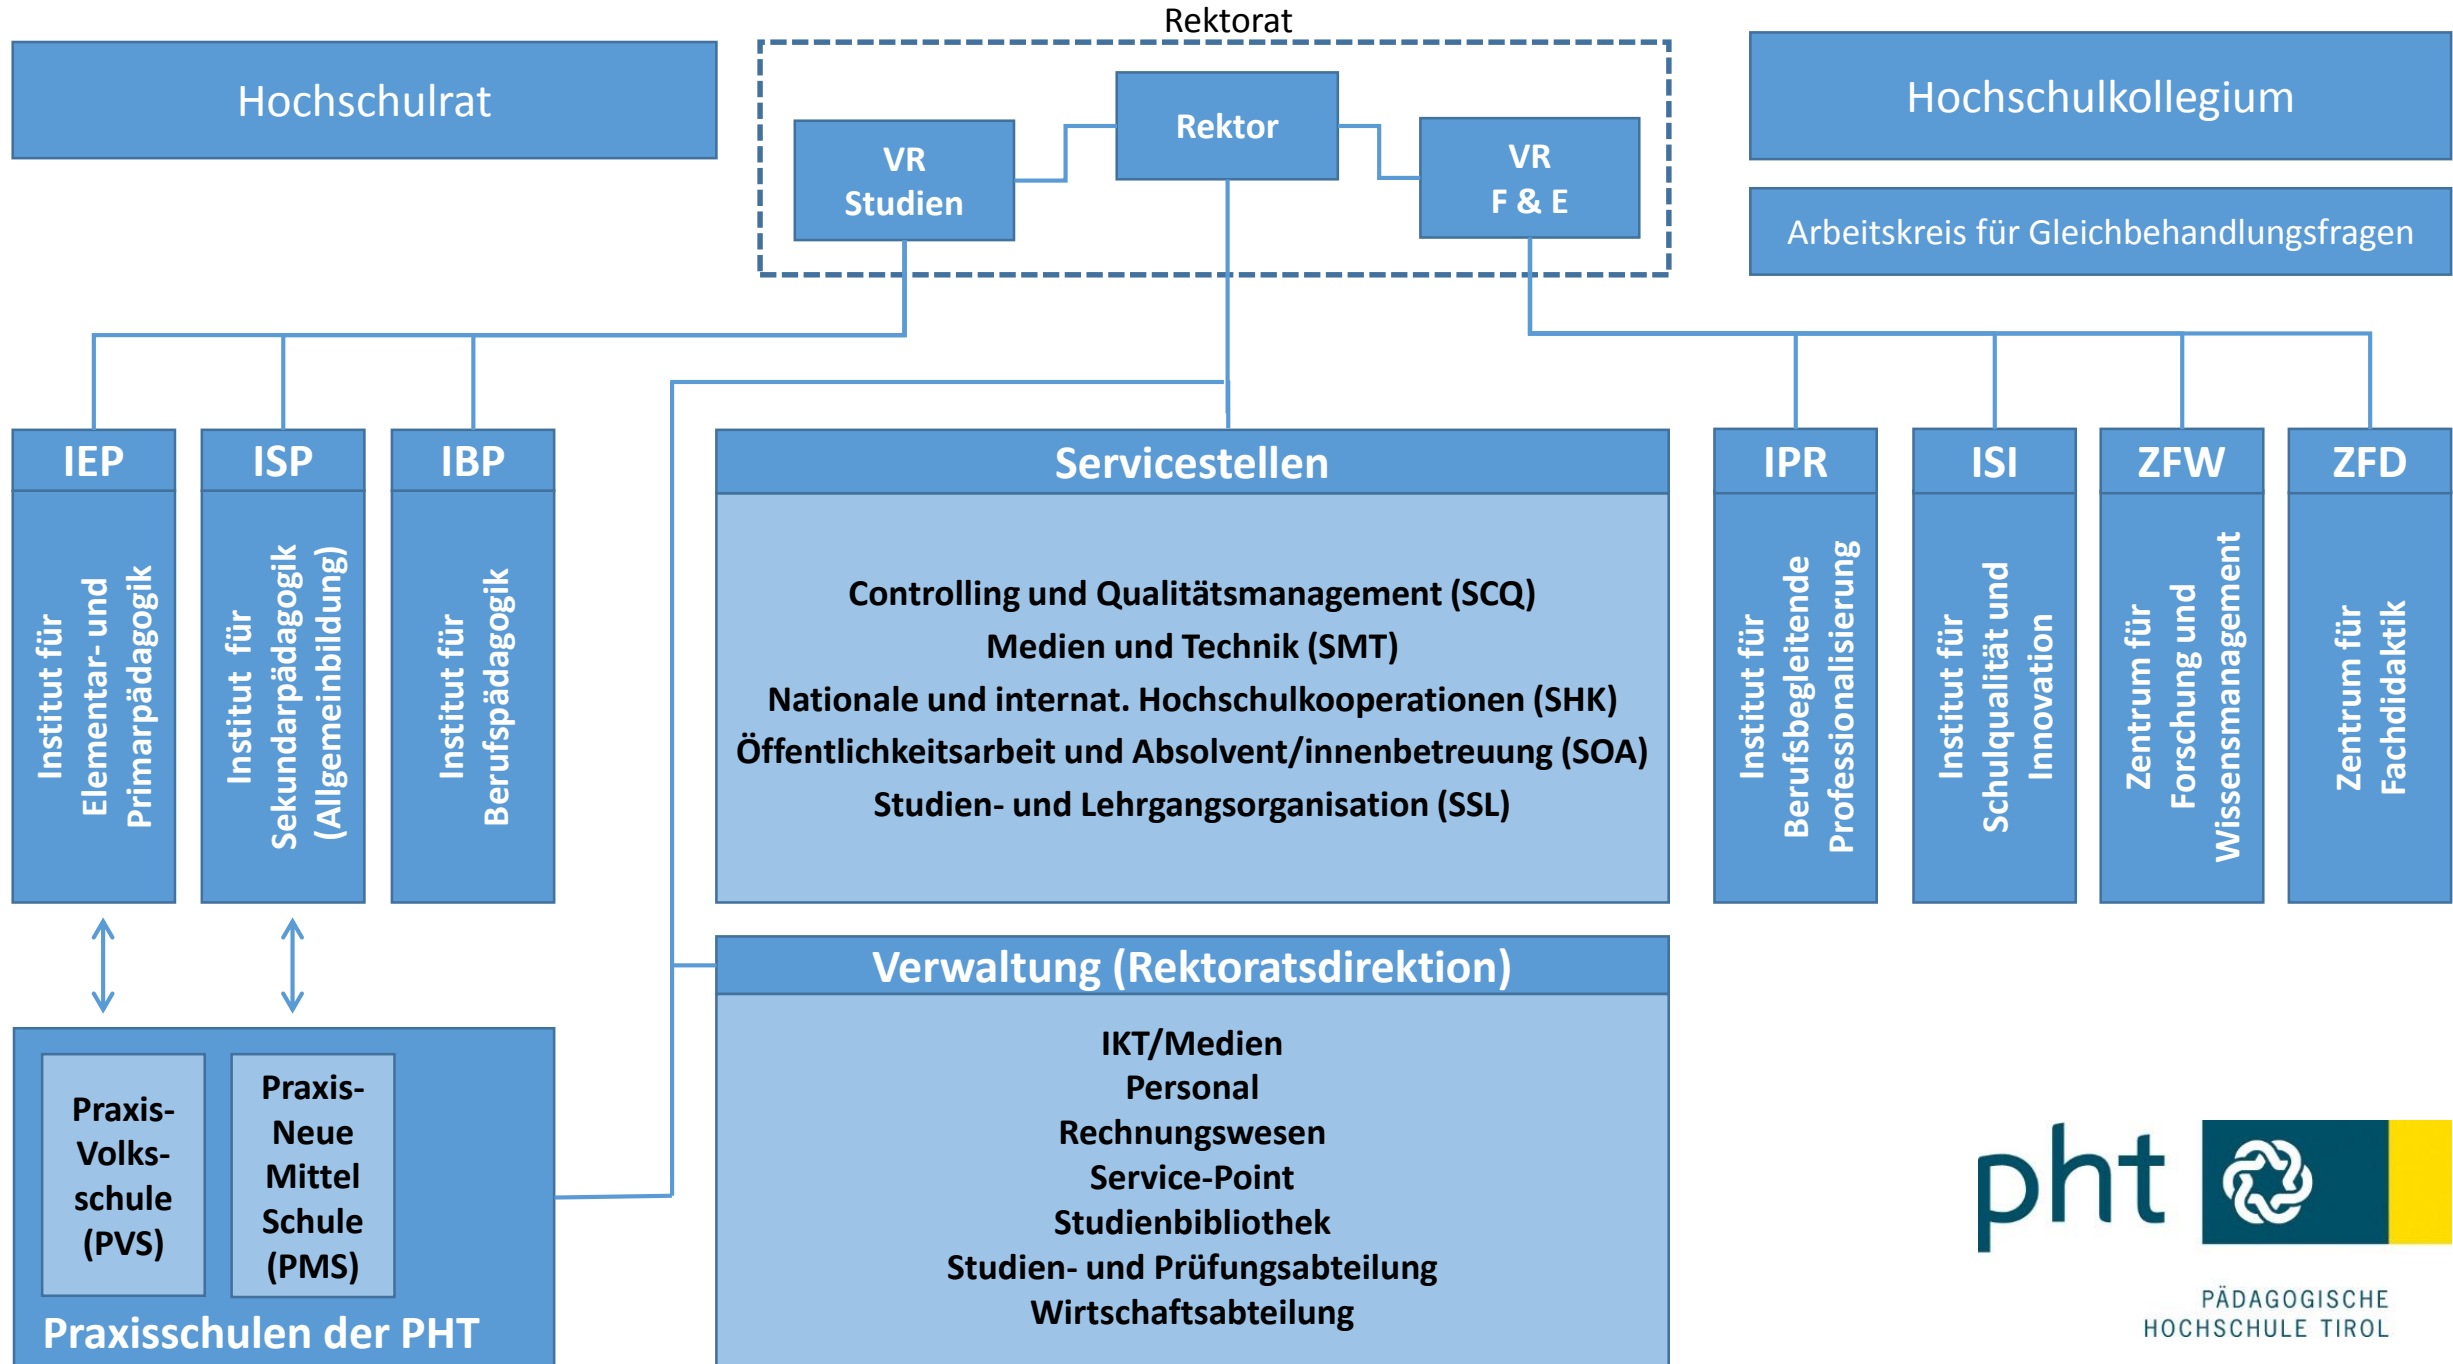 Rektorat
Hochschulrat
Rektor
VR
Studien
VR
F & E
Hochschulkollegium
Arbeitskreis für Gleichbehandlungsfragen
IEP
Institut für
Elementar- und
Primarpädagogik
ISP
Institut für
Sekundarpädagogik
(Allgemeinbildung)
IBP
Institut für
Berufspädagogik
Servicestellen
Controlling und Qualitätsmanagement (SCQ)
Medien und Technik (SMT)
Nationale und internat. Hochschulkooperationen (SHK)
Öffentlichkeitsarbeit und Absolvent/innenbetreuung (SOA)
Studien- und Lehrgangsorganisation (SSL)
IPR
Institut für
Berufsbegleitende
Professionalisierung
ISI
Institut für
Schulqualität und
Innovation
ZFW
Zentrum für
Forschung und
Wissensmanagement
ZFD
Zentrum für
Fachdidaktik
Verwaltung (Rektoratsdirektion)
IKT/Medien
Personal
Rechnungswesen
Service-Point
Studienbibliothek
Studien- und Prüfungsabteilung
Wirtschaftsabteilung
Praxis-
Volks-
schule
(PVS)
Praxis-
Neue
Mittel
Schule
(PMS)
Praxisschulen der PHT
pht
PÄDAGOGISCHE
HOCHSCHULE TIROL